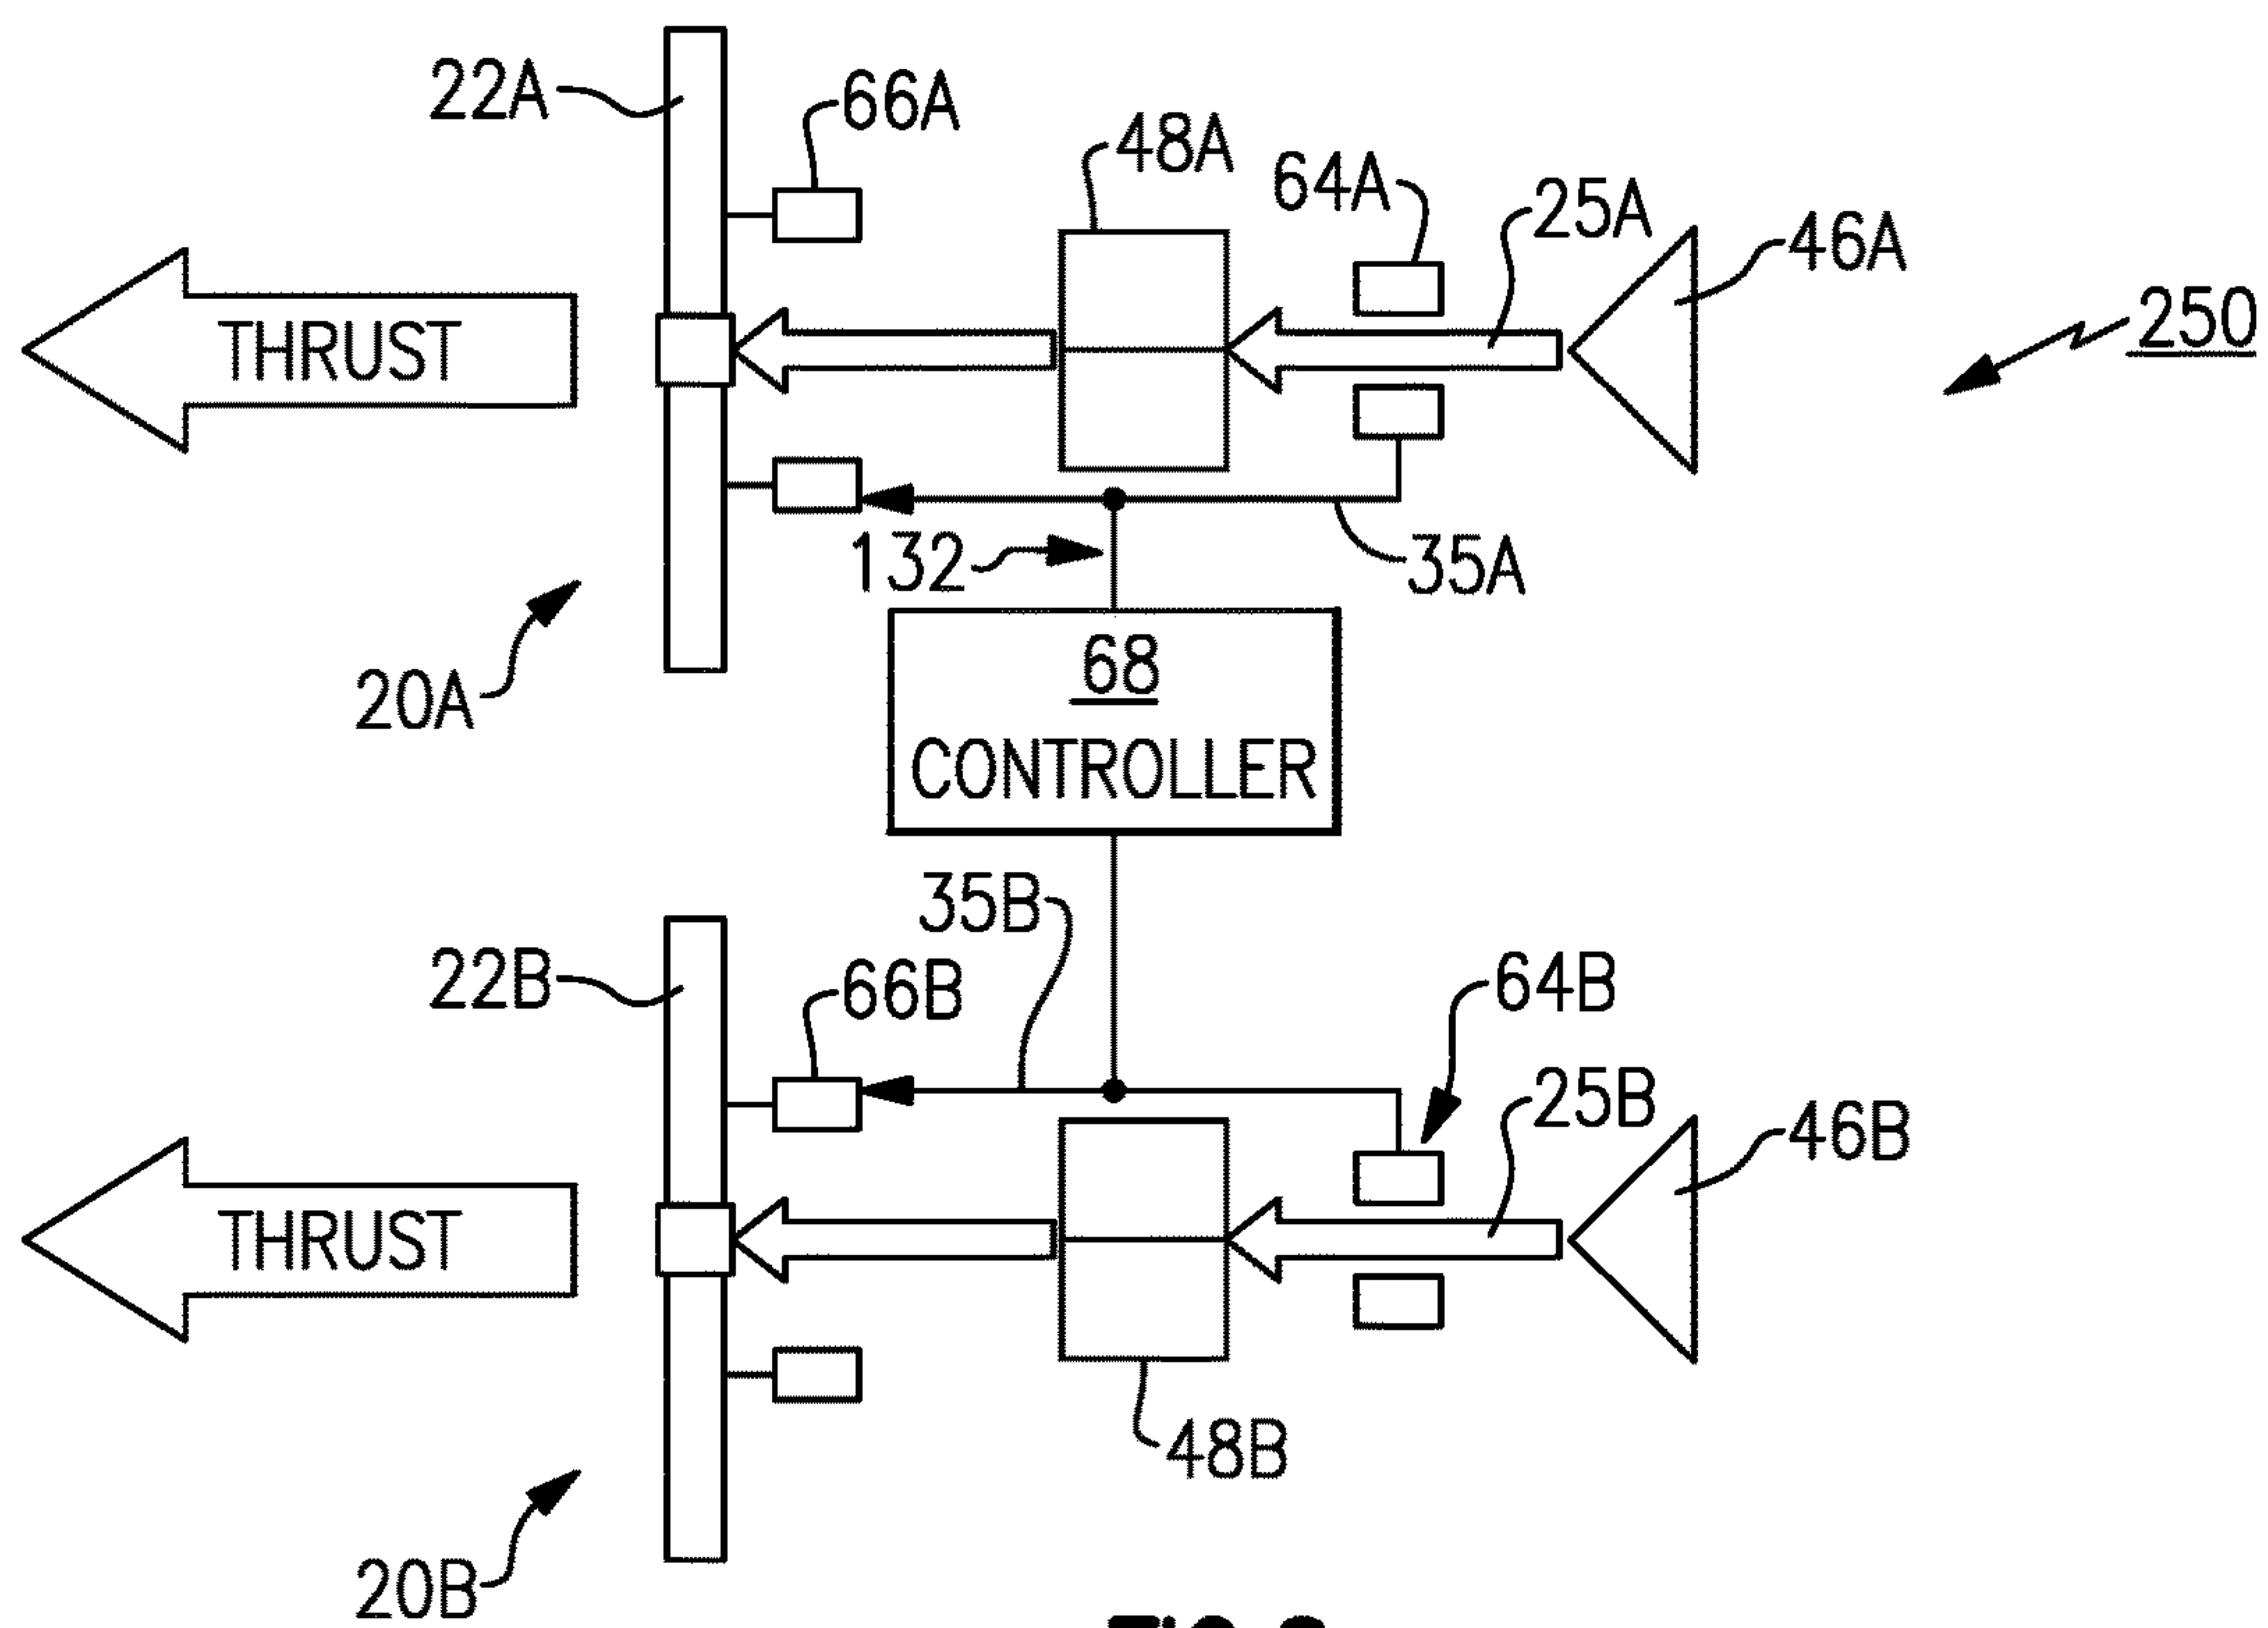 22A
66A
48A
64A
25A
46A
250
THRUST
132
35A
20A
68
CONTROLLER
35B
22B
66B
64B
25B
46B
THRUST
48B
20B